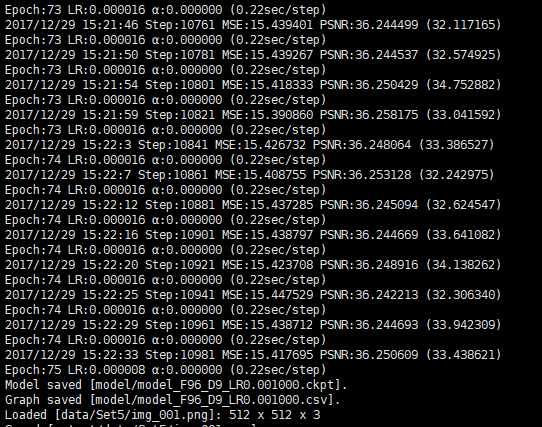 Epoch:73 LR:0.000016 α:0.000000 (0.22sec/step)
2017/12/29 15:21:46 Step:10761 MSE:15.439401 PSNR:36.244499 (32.117165)
Epoch:73 LR:0.000016 α:0.000000 (0.22sec/step)
2017/12/29 15:21:50 Step:10781 MSE:15.439267 PSNR:36.244537 (32.574925)
Epoch:73 LR:0.000016 α:0.000000 (0.22sec/step)
2017/12/29 15:21:54 Step:10801 MSE:15.418333 PSNR:36.250429 (34.752882)
Epoch:73 LR:0.000016 α:0.000000 (0.22sec/step)
2017/12/29 15:21:59 Step:10821 MSE:15.390860 PSNR:36.258175 (33.041592)
Epoch:73 LR:0.000016 α:0.000000 (0.22sec/step)
2017/12/29 15:22:3 Step:10841 MSE:15.426732 PSNR:36.248064 (33.386527)
Epoch:74 LR:0.000016 α:0.000000 (0.22sec/step)
2017/12/29 15:22:7 Step:10861 MSE:15.408755 PSNR:36.253128 (32.242975)
Epoch:74 LR:0.000016 α:0.000000 (0.22sec/step)
2017/12/29 15:22:12 Step:10881 MSE:15.437285 PSNR:36.245094 (32.624547)
Epoch:74 LR:0.000016 α:0.000000 (0.22sec/step)
2017/12/29 15:22:16 Step:10901 MSE:15.438797 PSNR:36.244669 (33.641082)
Epoch:74 LR:0.000016 α:0.000000 (0.22sec/step)
2017/12/29 15:22:20 Step:10921 MSE:15.423708 PSNR:36.248916 (34.138262)
Epoch:74 LR:0.000016 α:0.000000 (0.22sec/step)
2017/12/29 15:22:25 Step:10941 MSE:15.447529 PSNR:36.242213 (32.306340)
Epoch:74 LR:0.000016 α:0.000000 (0.22sec/step)
2017/12/29 15:22:29 Step:10961 MSE:15.438712 PSNR:36.244693 (33.942309)
Epoch:74 LR:0.000016 α:0.000000 (0.22sec/step)
2017/12/29 15:22:33 Step:10981 MSE:15.417695 PSNR:36.250609 (33.438621)
Epoch:75 LR:0.000008 α:0.000000 (0.22sec/step)
Model saved [model/model_F96_D9_LR0.001000.ckpt].
Graph saved [model/model_F96_D9_LR0.001000.csv].
Loaded [data/Set5/img_001.png]: 512 x 512 x 3